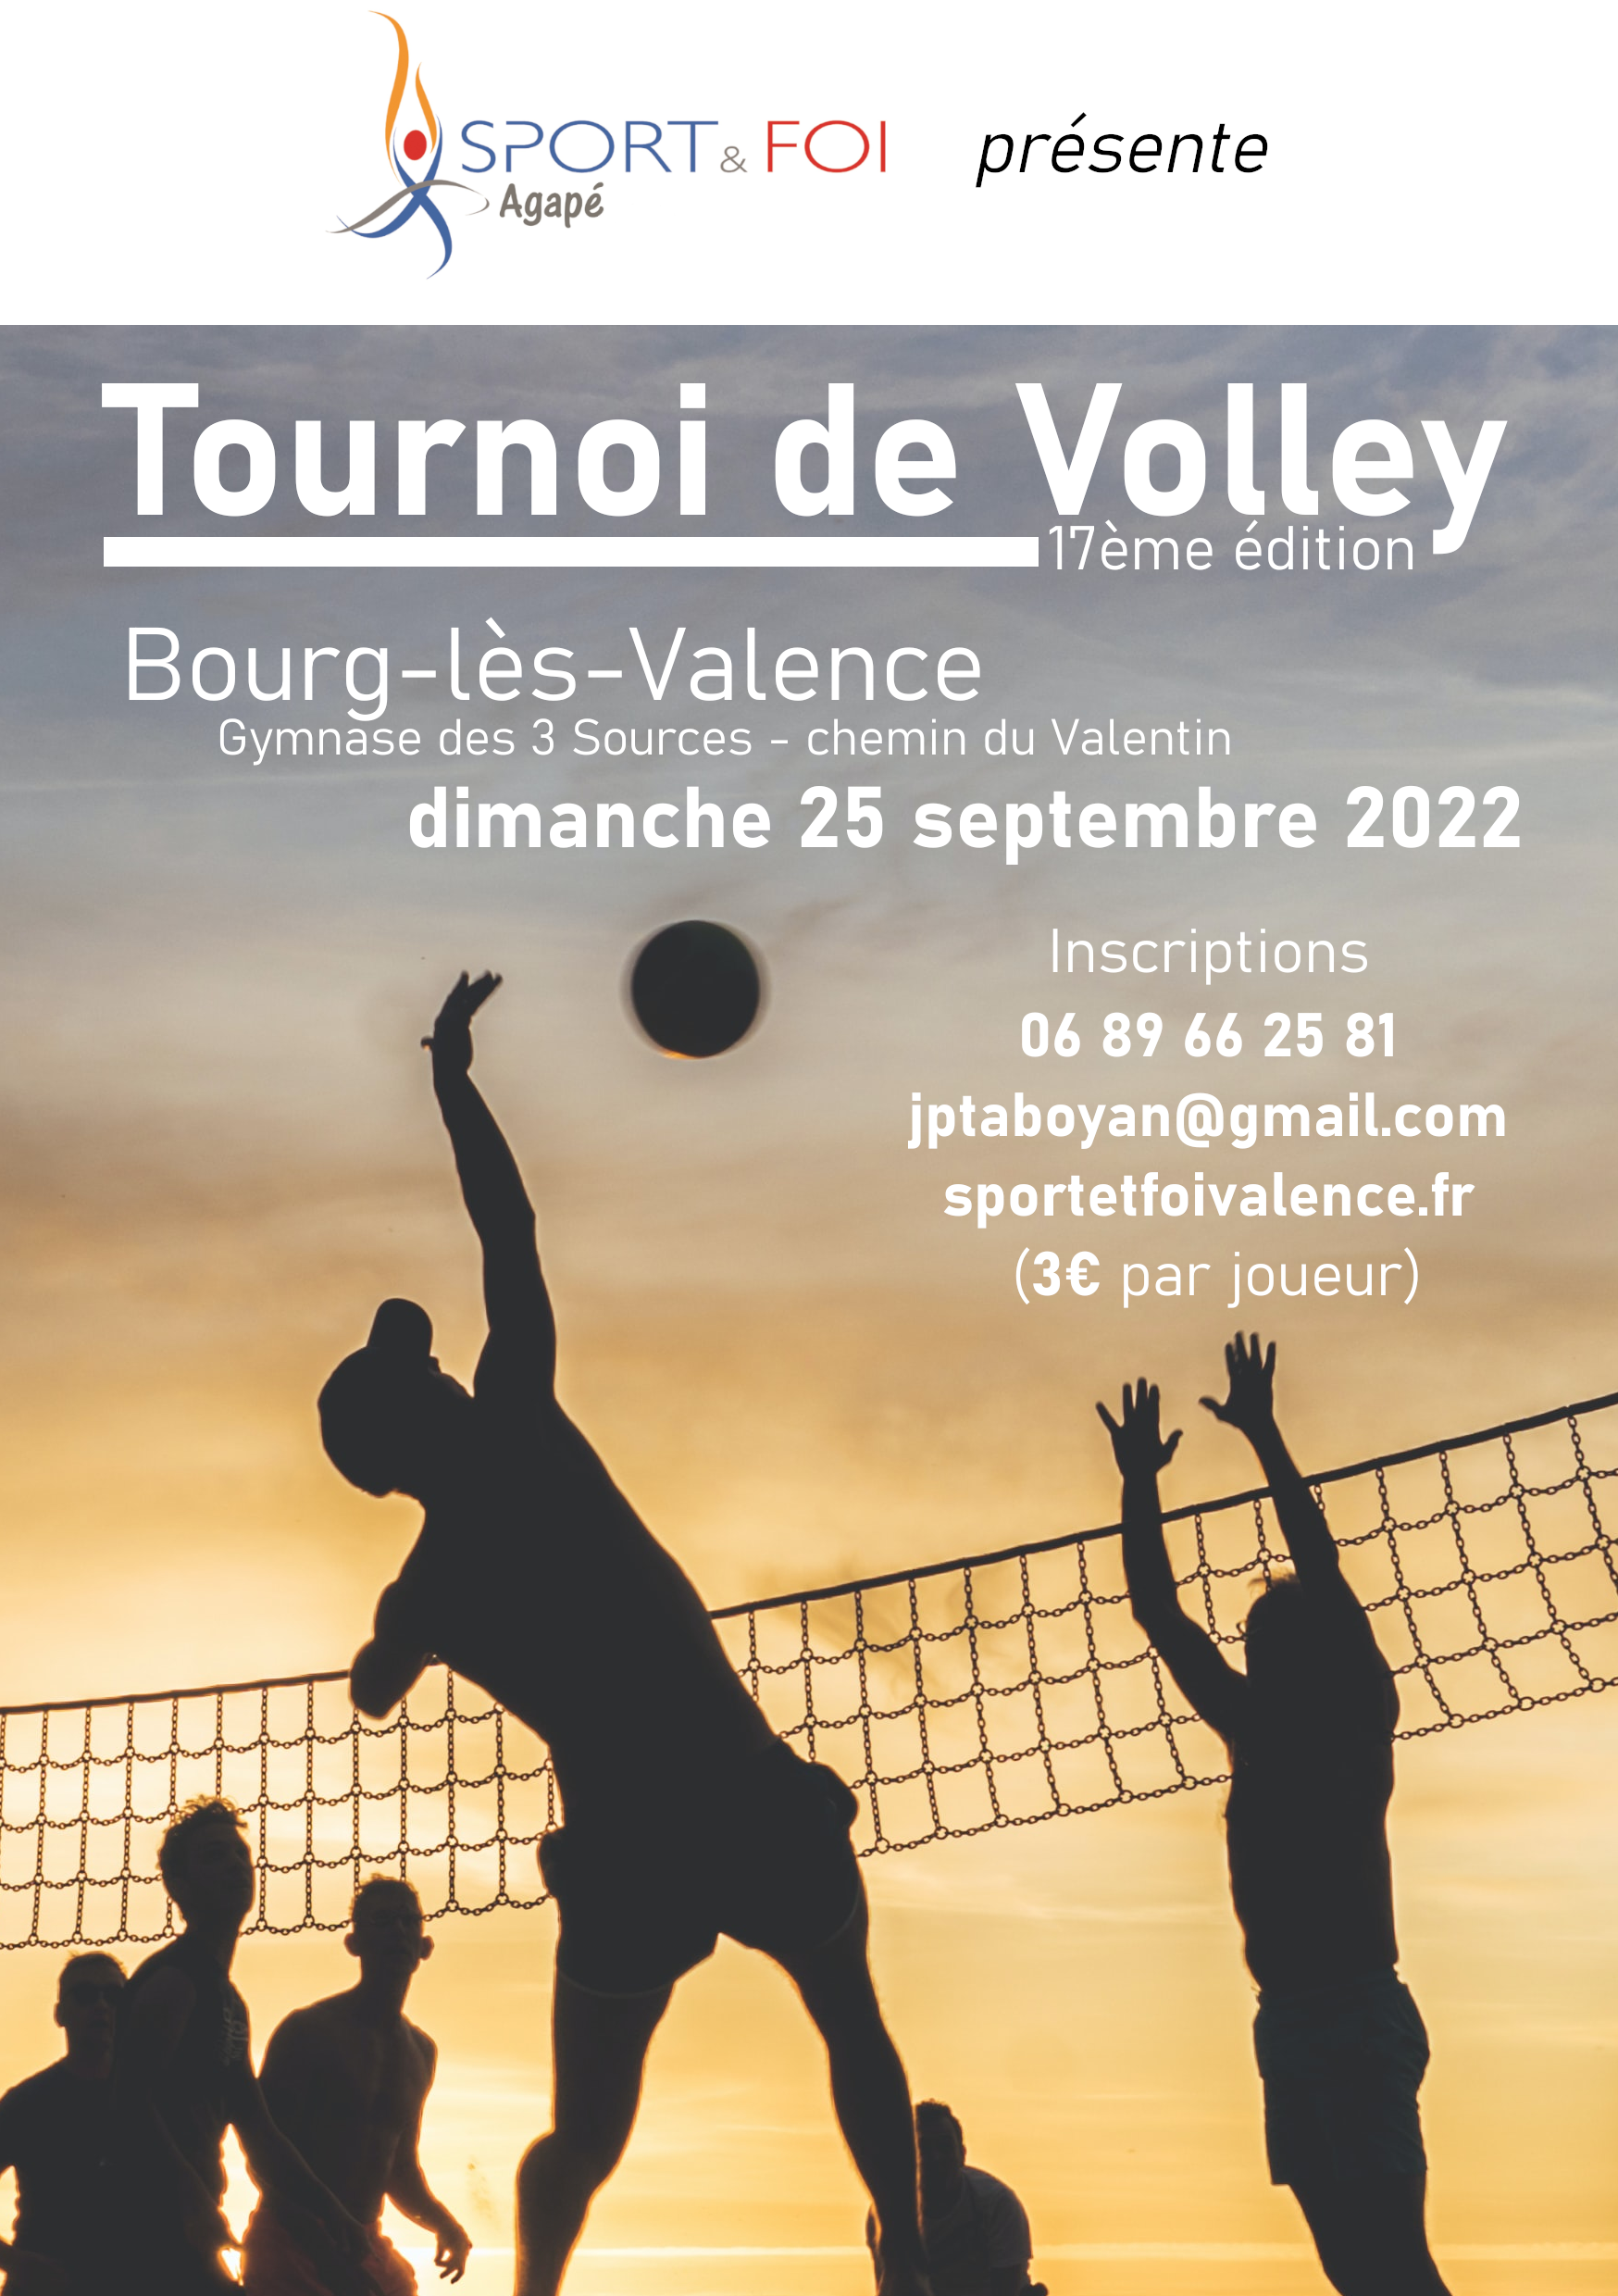 SPORT & FOI présente
Agapé
Tournoi de Volley
17ème édition
Bourg-lès-Valence
Gymnase des 3 Sources - chemin du Valentin
dimanche 25 septembre 2022
Inscriptions
06 89 66 25 81
jptaboyan@gmail.com
sportetfoivalence.fr
(3€ par joueur)